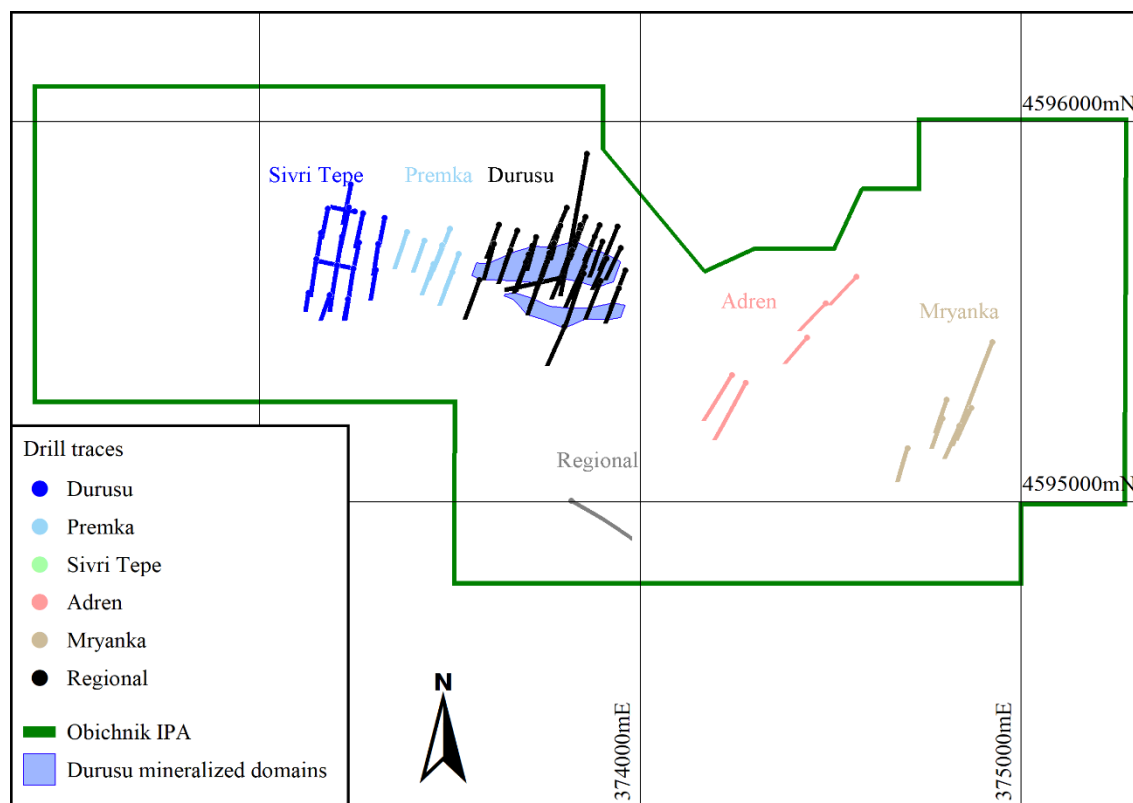 4596000mN
Sivri Tepe
Premka
Durusu
Adren
Mryanka
Regional
4595000mN
Drill traces
Durusu
Premka
Sivri Tepe
Adren
Mryanka
Regional
Obichnik IPA
Durusu mineralized domains
N
374000mE
375000mE